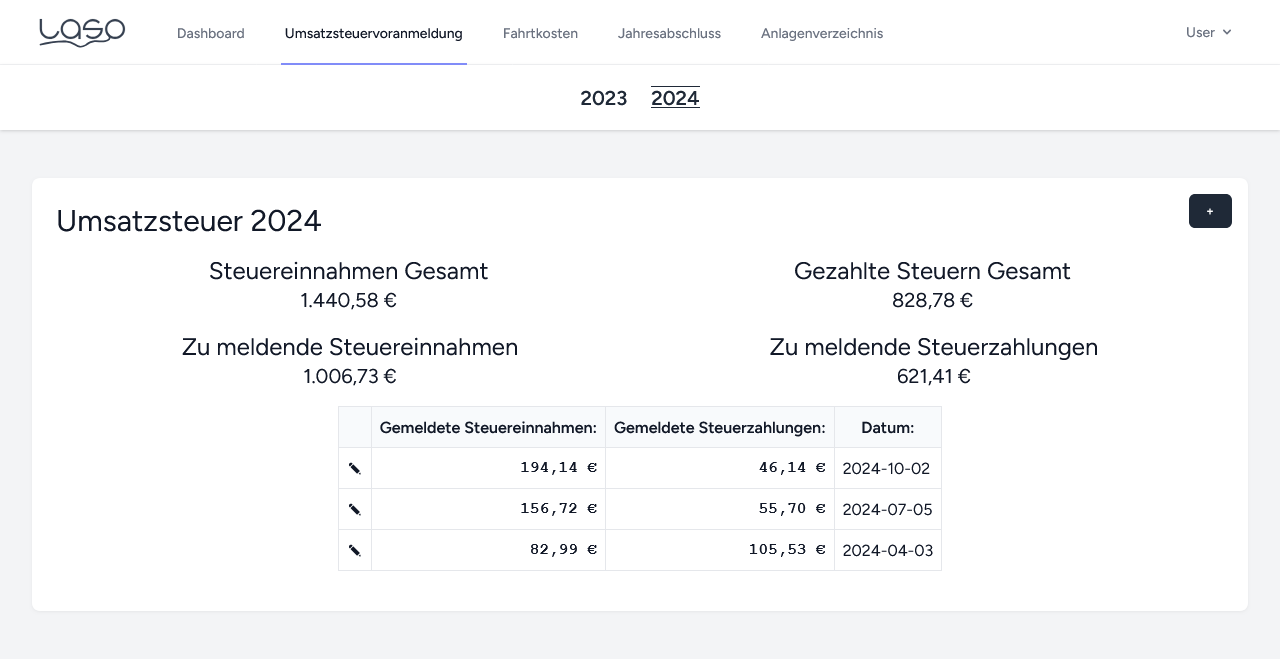 Laso
Dashboard Umsatzsteuervoranmeldung Fahrtkosten Jahresabschluss Anlagenverzeichnis User
2023 2024
Umsatzsteuer 2024 +
Steuereinnahmen Gesamt Gezahlte Steuern Gesamt
1.440,58 € 828,78 €
Zu meldende Steuereinnahmen Zu meldende Steuerzahlungen
1.006,73 € 621,41 €
Gemeldete Steuereinnahmen: Gemeldete Steuerzahlungen: Datum:
194,14 € 46,14 € 2024-10-02
156,72 € 55,70 € 2024-07-05
82,99 € 105,53 € 2024-04-03